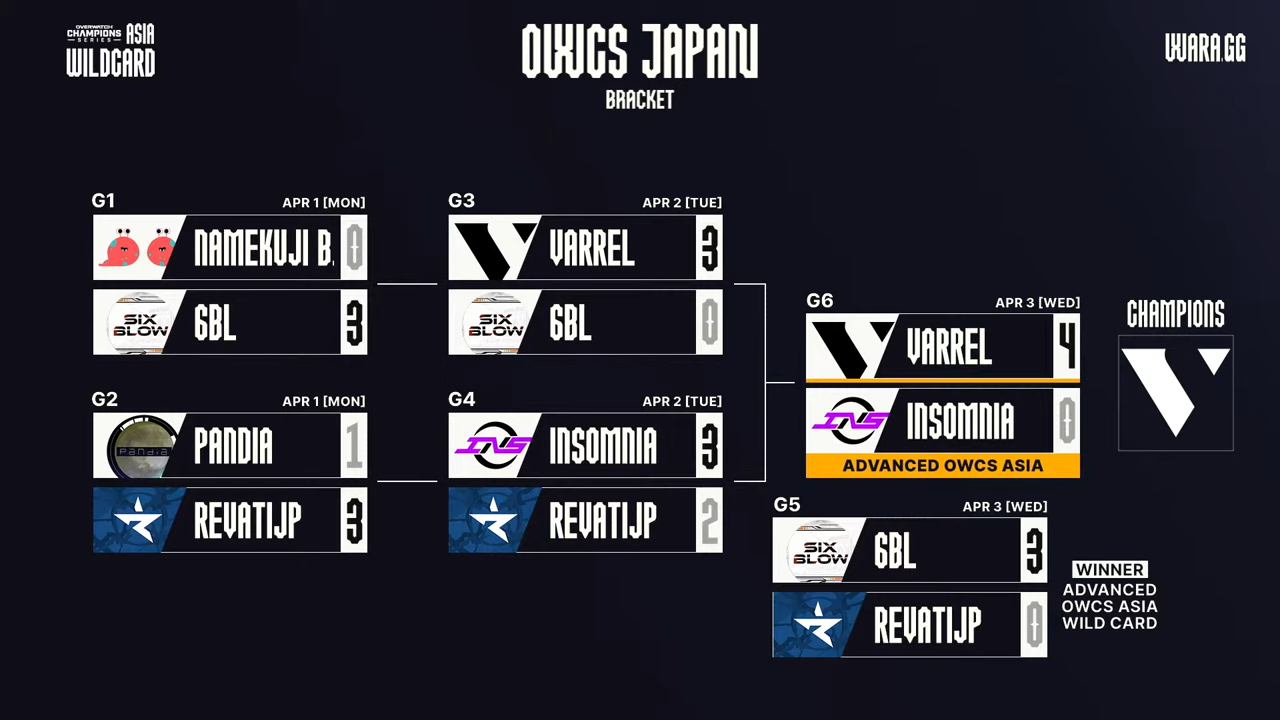 OVERWATCH
CHAMPIONS
SERIES
ASIA
WILDCARD
OWCS JAPAN
BRACKET
WARA.GG
G1
APR 1 [MON]
NAMEKUJI B.
0
SIX
BLOW
6BL
3
G2
APR 1 [MON]
Pandia
PANDIA
1
REVATIJP
3
G3
APR 2 [TUE]
VARREL
3
SIX
BLOW
6BL
0
G4
APR 2 [TUE]
INS
INSOMNIA
3
REVATIJP
2
G6
APR 3 [WED]
VARREL
4
INS
INSOMNIA
0
ADVANCED OWCS ASIA
CHAMPIONS
G5
APR 3 [WED]
SIX
BLOW
6BL
3
REVATIJP
0
WINNER
ADVANCED
OWCS ASIA
WILD CARD